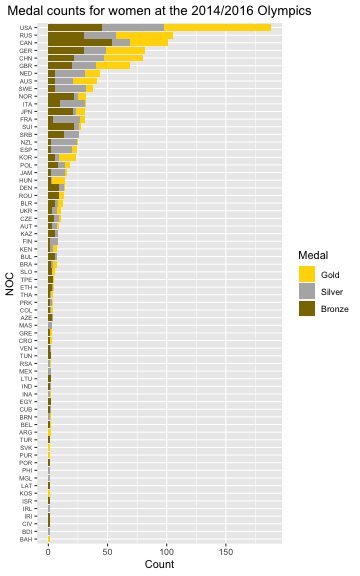 Medal counts for women at the 2014/2016 Olympics
NOC
USA
RUS
CAN
GER
CHN
GBR
NED
AUS
SWE
NOR
ITA
JPN
FRA
SUI
SRB
NZL
ESP
KOR
POL
JAM
HUN
DEN
ROU
BLR
UKR
CZE
AUT
KAZ
FIN
KEN
BUL
BRA
SLO
TPE
ETH
THA
PRK
COL
AZE
MAS
GRE
CRO
VEN
TUN
RSA
MEX
LTU
IND
INA
EGY
CUB
BRN
BEL
ARG
TUR
SVK
PUR
POR
PHI
MGL
LAT
KOS
ISR
IRL
IRI
CIV
BDI
BAH
0 50 100 150
Count
Medal
Gold
Silver
Bronze